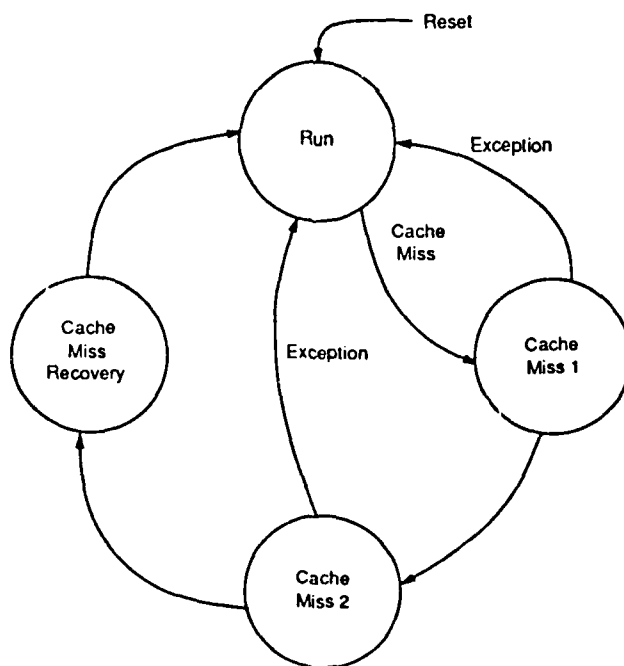 Reset
Run
Exception
Cache
Miss
Cache
Miss
Recovery
Exception
Cache
Miss 1
Cache
Miss 2